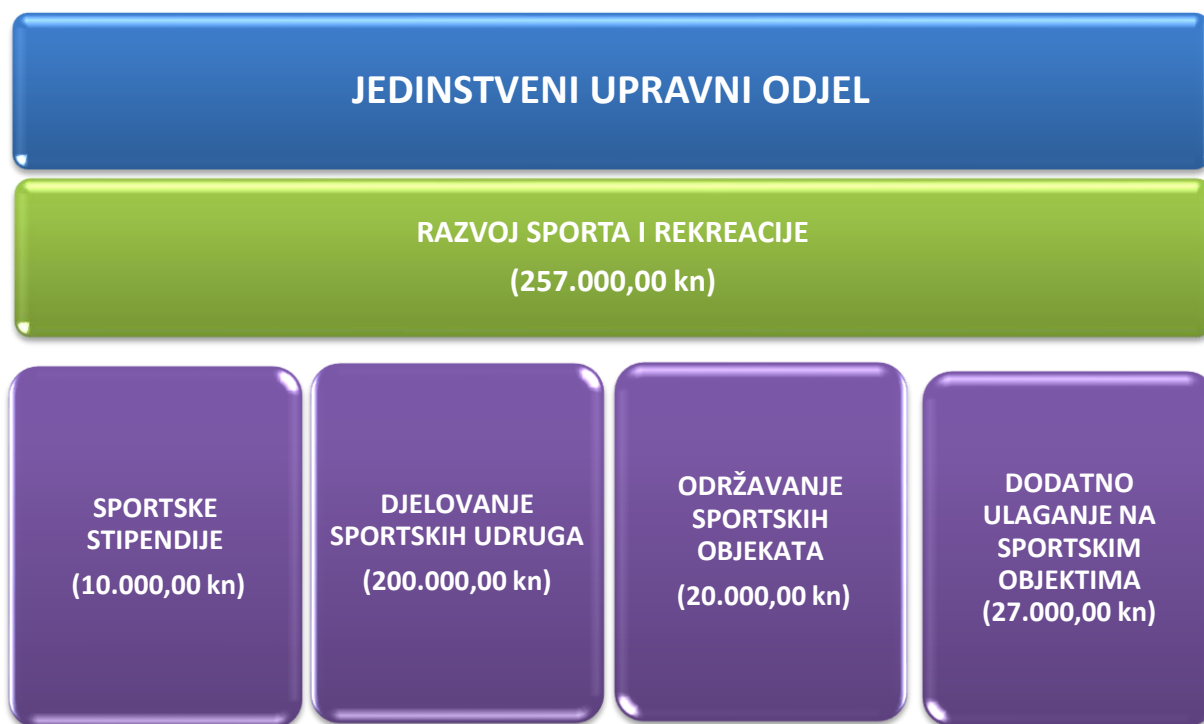 JEDINSTVENI UPRAVNI ODJEL
RAZVOJ SPORTA I REKREACIJE
(257.000,00 kn)
SPORTSKE
STIPENDIJE
(10.000,00 kn)
DJELOVANJE
SPORTSKIH UDRUGA
(200.000,00 kn)
ODRŽAVANJE
SPORTSKIH
OBJEKATA
(20.000,00 kn)
DODATNO
ULAGANJE NA
SPORTSKIM
OBJEKTIMA
(27.000,00 kn)